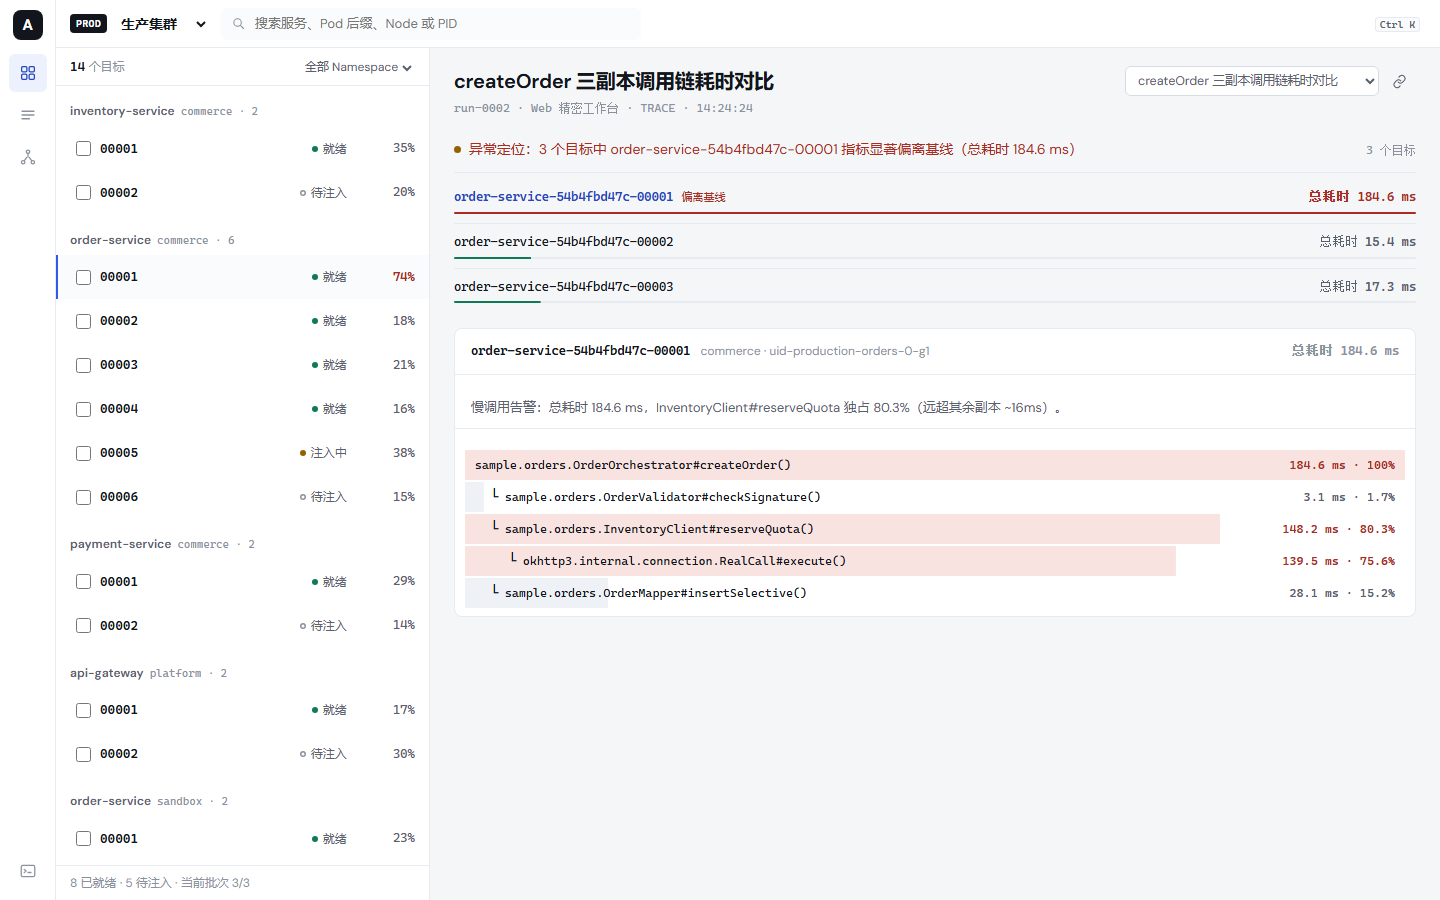 A
PROD 生产集群
搜索服务、Pod 后缀、Node 或 PID
Ctrl K
14 个目标
全部 Namespace
inventory-service commerce · 2
00001 就绪 35%
00002 待注入 20%
order-service commerce · 6
00001 就绪 74%
00002 就绪 18%
00003 就绪 21%
00004 就绪 16%
00005 注入中 38%
00006 待注入 15%
payment-service commerce · 2
00001 就绪 29%
00002 待注入 14%
api-gateway platform · 2
00001 就绪 17%
00002 待注入 30%
order-service sandbox · 2
00001 就绪 23%
8 已就绪 · 5 待注入 · 当前批次 3/3
createOrder 三副本调用链耗时对比
run-0002 · Web 精密工作台 · TRACE · 14:24:24
createOrder 三副本调用链耗时对比
异常定位：3 个目标中 order-service-54b4fbd47c-00001 指标显著偏离基线（总耗时 184.6 ms）
3 个目标
order-service-54b4fbd47c-00001 偏离基线 总耗时 184.6 ms
order-service-54b4fbd47c-00002 总耗时 15.4 ms
order-service-54b4fbd47c-00003 总耗时 17.3 ms
order-service-54b4fbd47c-00001 commerce · uid-production-orders-0-g1 总耗时 184.6 ms
慢调用告警：总耗时 184.6 ms，InventoryClient#reserveQuota 独占 80.3%（远超其余副本 ~16ms）。
sample.orders.OrderOrchestrator#createOrder() 184.6 ms · 100%
└ sample.orders.OrderValidator#checkSignature() 3.1 ms · 1.7%
└ sample.orders.InventoryClient#reserveQuota() 148.2 ms · 80.3%
└ okhttp3.internal.connection.RealCall#execute() 139.5 ms · 75.6%
└ sample.orders.OrderMapper#insertSelective() 28.1 ms · 15.2%